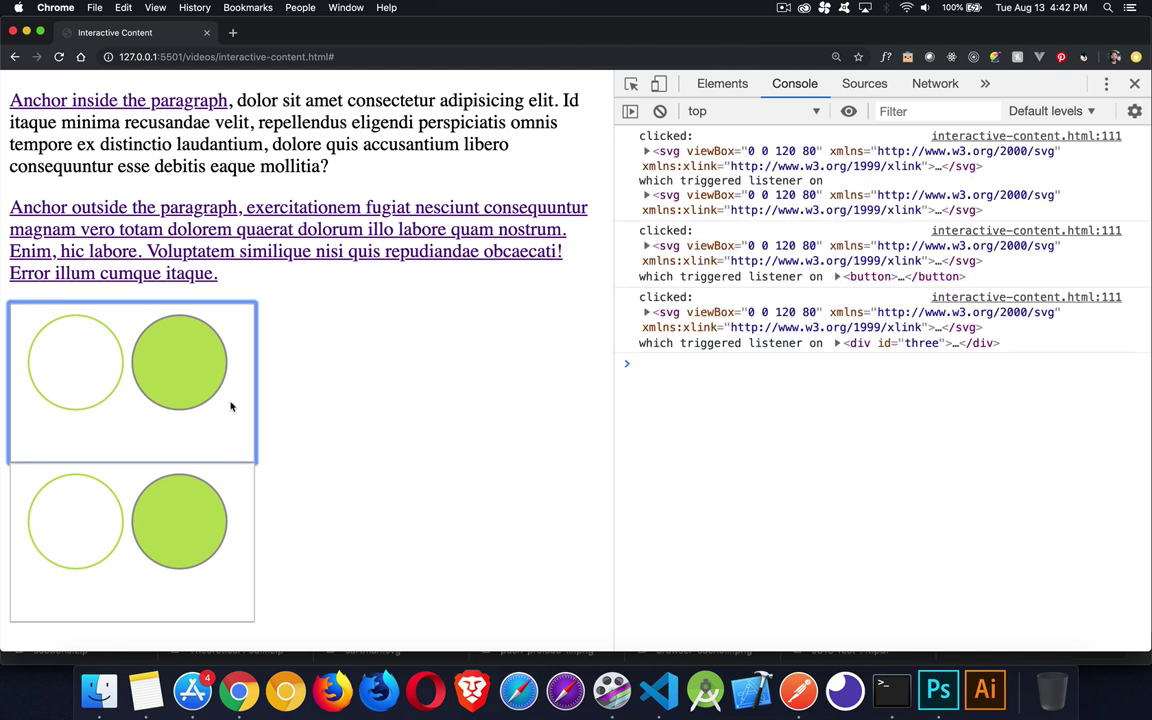 Chrome File Edit View History Bookmarks People Window Help 100% Tue Aug 13 4:42 PM
Interactive Content
127.0.0.1:5501/videos/interactive-content.html#
f?
Anchor inside the paragraph, dolor sit amet consectetur adipisicing elit. Id
itaque minima recusandae velit, repellendus eligendi perspiciatis omnis
tempore ex distinctio laudantium, dolore quis accusantium libero
consequuntur esse debitis eaque mollitia?
Anchor outside the paragraph, exercitationem fugiat nesciunt consequuntur
magnam vero totam dolorem quaerat dolorum illo labore quam nostrum.
Enim, hic labore. Voluptatem similique nisi quis repudiandae obcaecati!
Error illum cumque itaque.
Elements Console Sources Network »
top Filter Default levels
clicked: interactive-content.html:111
<svg viewBox="0 0 120 80" xmlns="http://www.w3.org/2000/svg"
xmlns:xlink="http://www.w3.org/1999/xlink">…</svg>
which triggered listener on
<svg viewBox="0 0 120 80" xmlns="http://www.w3.org/2000/svg"
xmlns:xlink="http://www.w3.org/1999/xlink">…</svg>
clicked: interactive-content.html:111
<svg viewBox="0 0 120 80" xmlns="http://www.w3.org/2000/svg"
xmlns:xlink="http://www.w3.org/1999/xlink">…</svg>
which triggered listener on <button>…</button>
clicked: interactive-content.html:111
<svg viewBox="0 0 120 80" xmlns="http://www.w3.org/2000/svg"
xmlns:xlink="http://www.w3.org/1999/xlink">…</svg>
which triggered listener on <div id="three">…</div>
4
>_
Ps
Ai